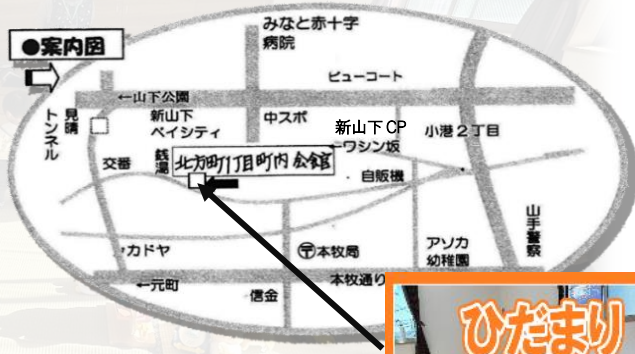 ●案内図
みなと赤十字
病院
ビューコート
←山下公園
見晴
トンネル
新山下
ベイシティ
中スポ
新山下CP
小港2丁目
←ワシン坂
交番
銭湯
北方町1丁目町内会館
自販機
山手警察
カドヤ
〒本牧局
アソカ
幼稚園
←元町
本牧通り
信金
ひだまり